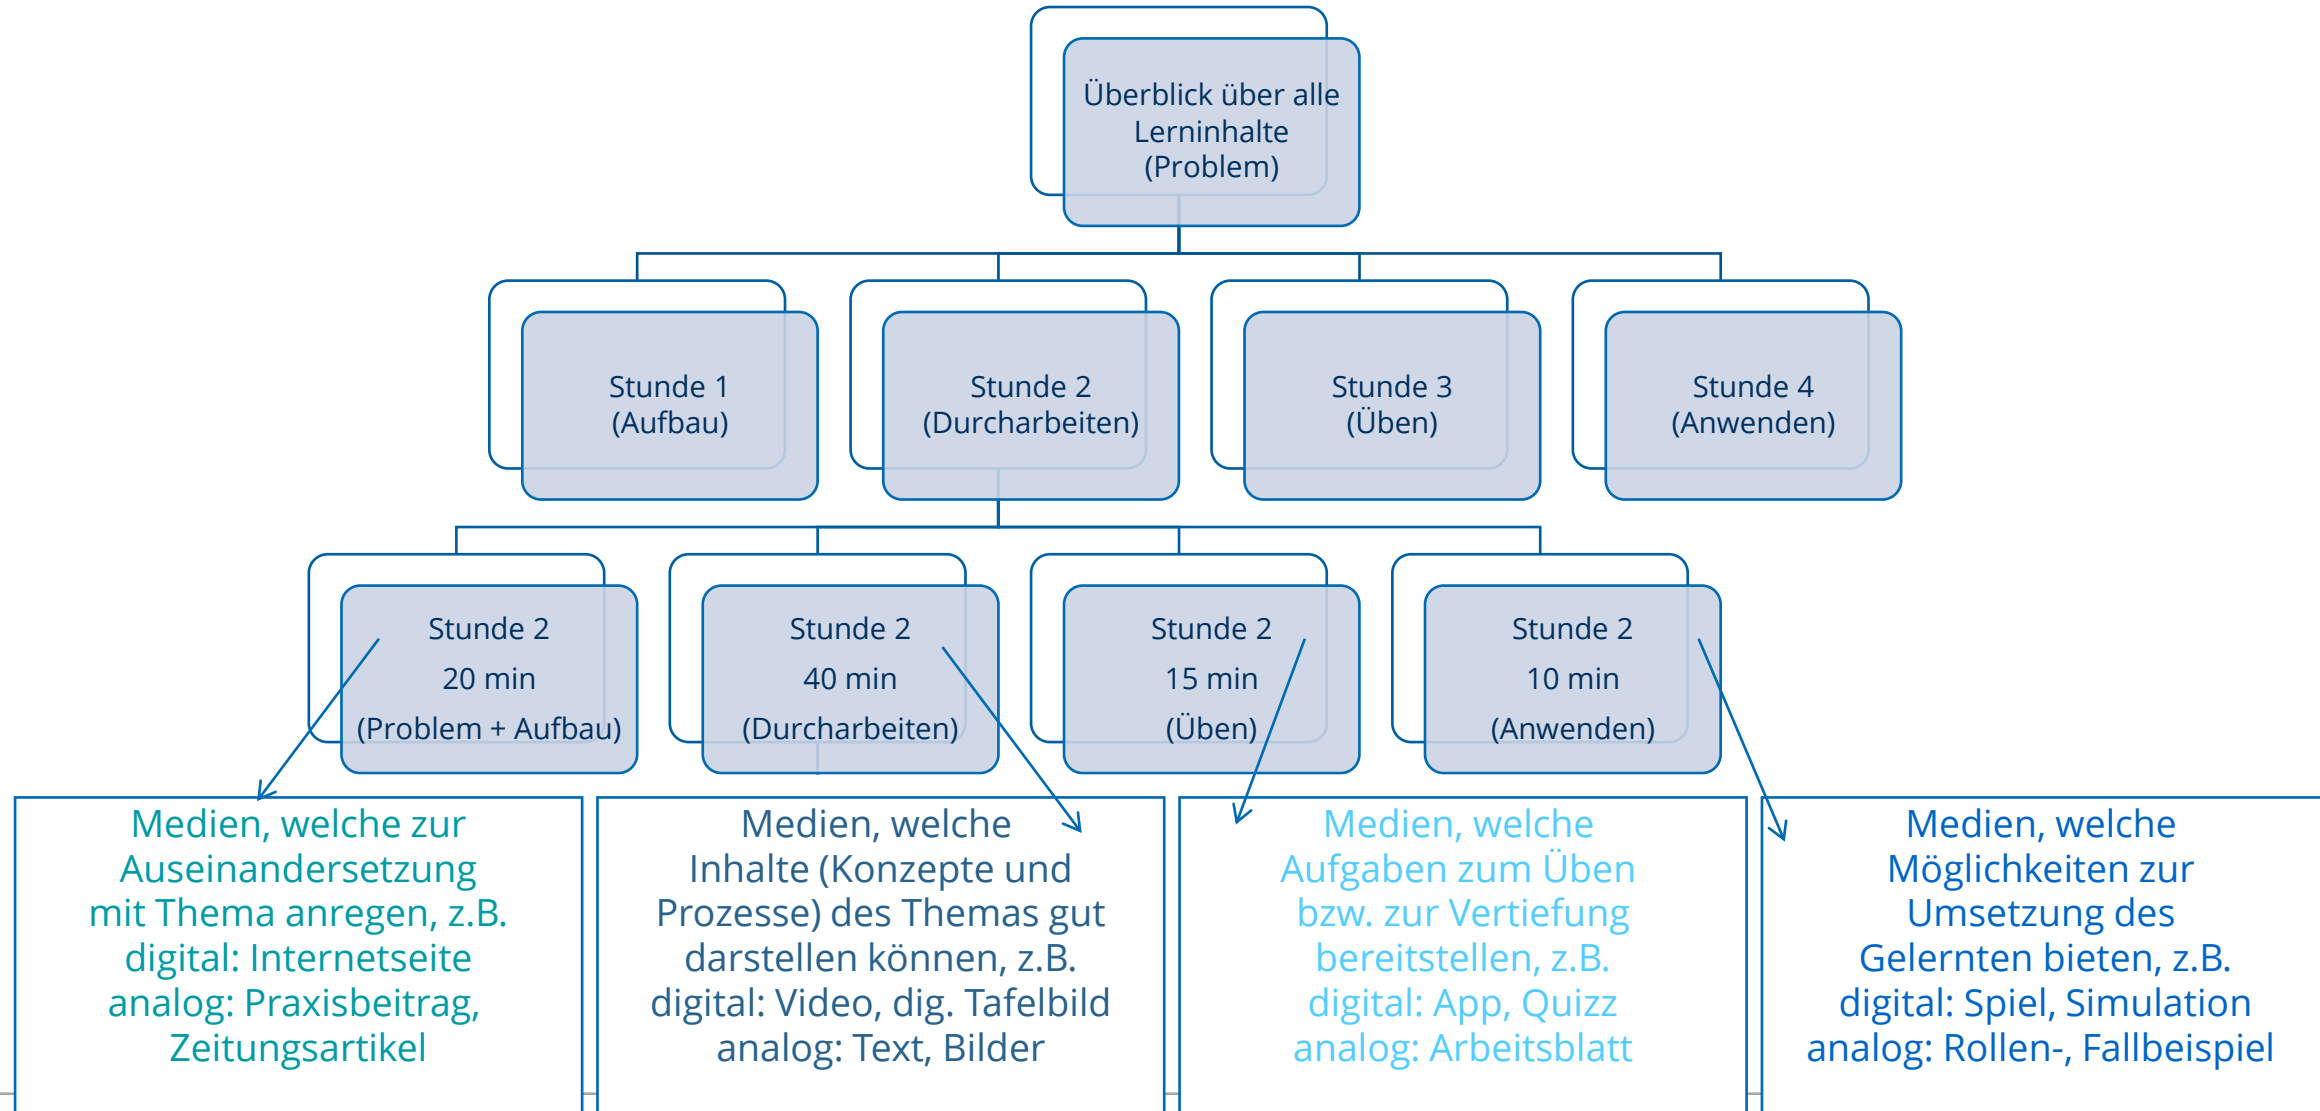 Überblick über alle
Lerninhalte
(Problem)
Stunde 1
(Aufbau)
Stunde 2
(Durcharbeiten)
Stunde 3
(Üben)
Stunde 4
(Anwenden)
Stunde 2
20 min
(Problem + Aufbau)
Stunde 2
40 min
(Durcharbeiten)
Stunde 2
15 min
(Üben)
Stunde 2
10 min
(Anwenden)
Medien, welche zur
Auseinandersetzung
mit Thema anregen, z.B.
digital: Internetseite
analog: Praxisbeitrag,
Zeitungsartikel
Medien, welche
Inhalte (Konzepte und
Prozesse) des Themas gut
darstellen können, z.B.
digital: Video, dig. Tafelbild
analog: Text, Bilder
Medien, welche
Aufgaben zum Üben
bzw. zur Vertiefung
bereitstellen, z.B.
digital: App, Quizz
analog: Arbeitsblatt
Medien, welche
Möglichkeiten zur
Umsetzung des
Gelernten bieten, z.B.
digital: Spiel, Simulation
analog: Rollen-, Fallbeispiel